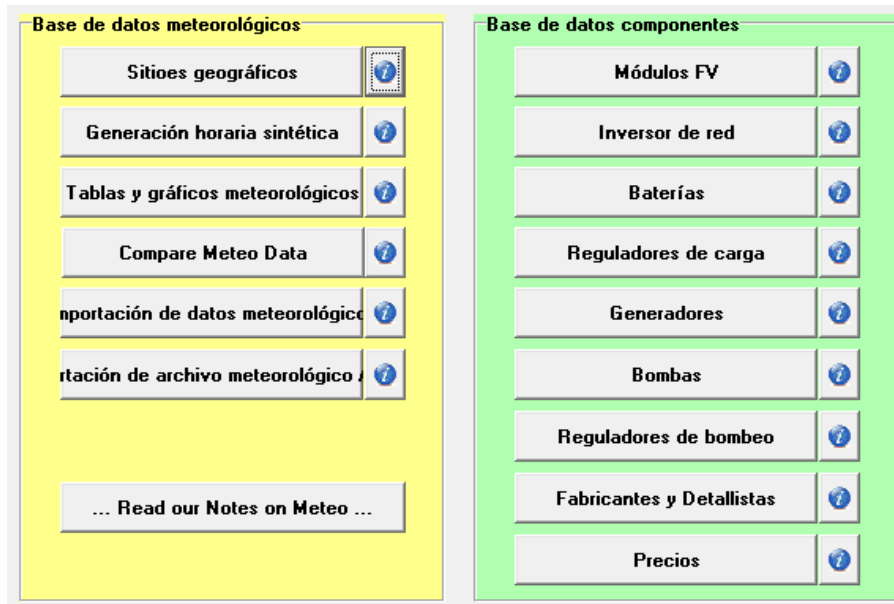 Base de datos meteorológicos
Sitioes geográficos
Generación horaria sintética
Tablas y gráficos meteorológicos
Compare Meteo Data
mportación de datos meteorológico
rtación de archivo meteorológico
... Read our Notes on Meteo ...
Base de datos componentes
Módulos FV
Inversor de red
Baterías
Reguladores de carga
Generadores
Bombas
Reguladores de bombeo
Fabricantes y Detallistas
Precios